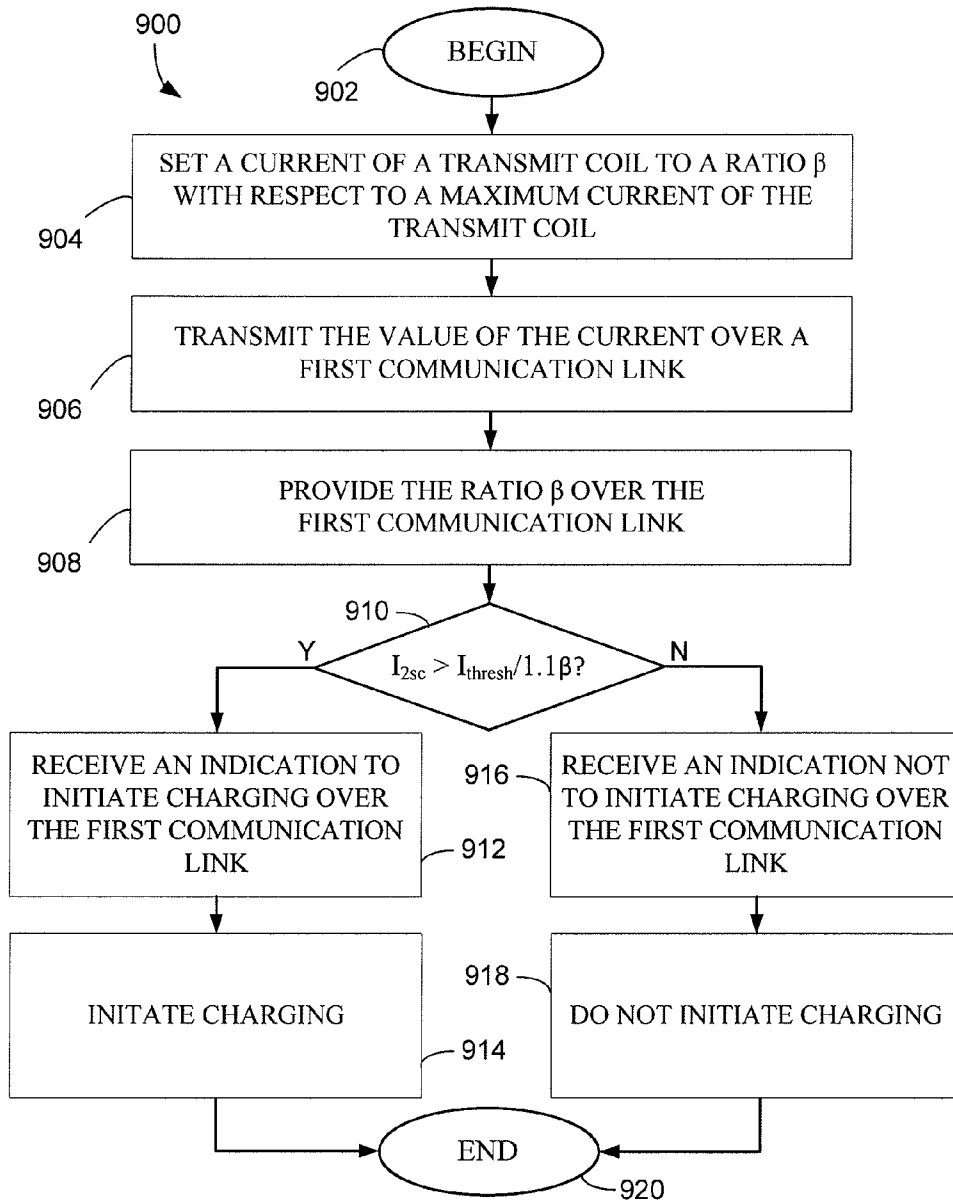 900
BEGIN
902
SET A CURRENT OF A TRANSMIT COIL TO A RATIO β
WITH RESPECT TO A MAXIMUM CURRENT OF THE
TRANSMIT COIL
904
TRANSMIT THE VALUE OF THE CURRENT OVER A
FIRST COMMUNICATION LINK
906
PROVIDE THE RATIO β OVER THE
FIRST COMMUNICATION LINK
908
910
Y
I2sc > Ithresh/1.1β?
N
RECEIVE AN INDICATION TO
INITIATE CHARGING OVER
THE FIRST COMMUNICATION
LINK
912
916
RECEIVE AN INDICATION NOT
TO INITIATE CHARGING OVER
THE FIRST COMMUNICATION
LINK
INITATE CHARGING
914
918
DO NOT INITIATE CHARGING
END
920